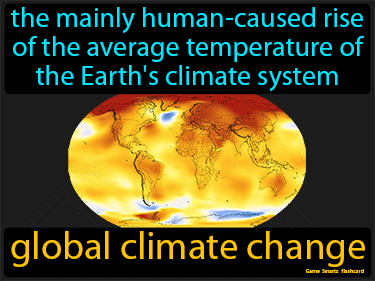 the mainly human-caused rise
of the average temperature of
the Earth's climate system
global climate change
Game Smartz flashcard